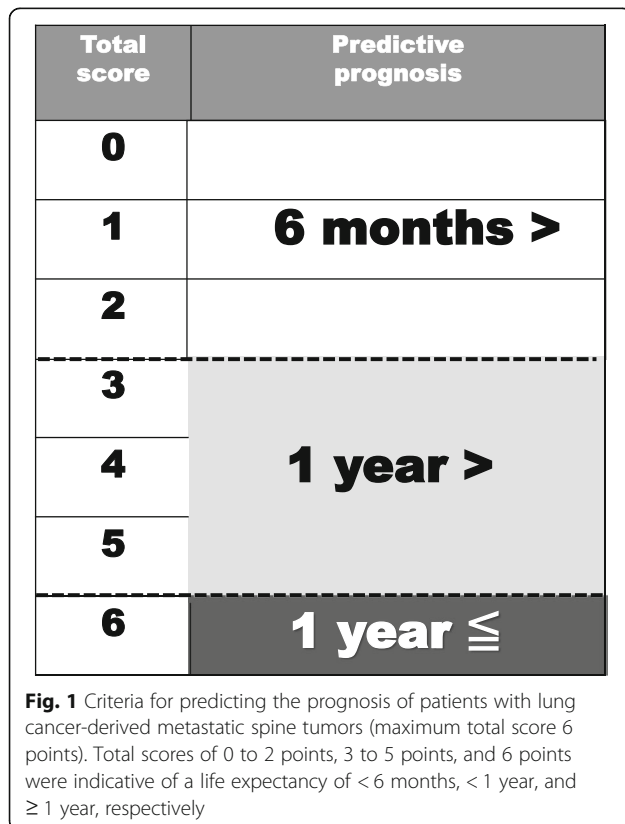 Total score Predictive prognosis
0
1 6 months >
2
3
4 1 year >
5
6 1 year ≦
Fig. 1 Criteria for predicting the prognosis of patients with lung
cancer-derived metastatic spine tumors (maximum total score 6
points). Total scores of 0 to 2 points, 3 to 5 points, and 6 points
were indicative of a life expectancy of < 6 months, < 1 year, and
≥ 1 year, respectively